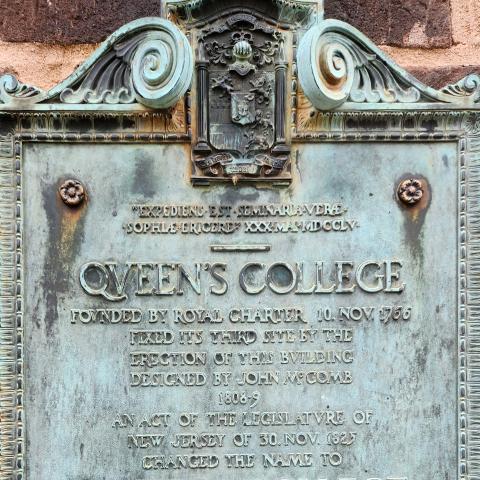 "EXPEDIENS EST SEMINARIA VERÆ
SOPHIÆ ERIGERE" XXX·MAI·MDCCLV·
QVEEN'S COLLEGE
FOUNDED BY ROYAL CHARTER, 10. NOV. 1766
FIXED ITS THIRD SITE BY THE
ERECTION OF THIS BUILDING
DESIGNED BY JOHN McCOMB
1808-9
AN ACT OF THE LEGISLATVRE OF
NEW JERSEY OF 30. NOV. 1825
CHANGED THE NAME TO